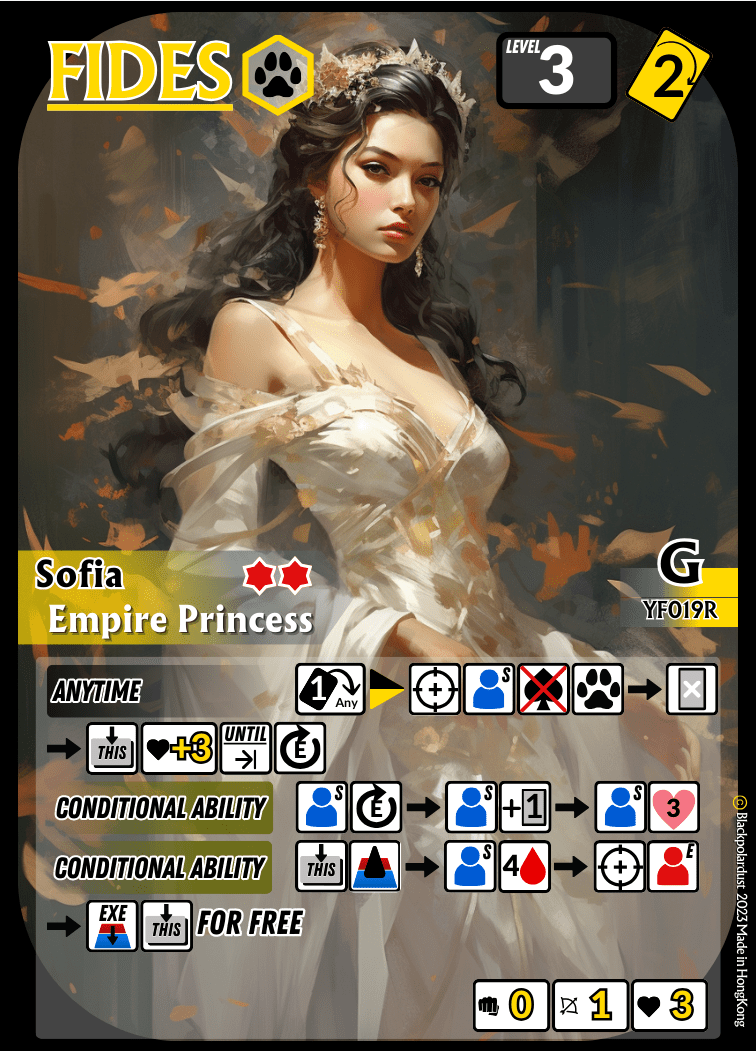 FIDES
LEVEL 3
2
Sofia
G
Empire Princess
YF019R
ANYTIME 1 Any S
THIS +3 UNTIL E
CONDITIONAL ABILITY S E S +1 S 3
CONDITIONAL ABILITY THIS S 4 E
EXE THIS FOR FREE
0 1 3
© Blackpolardust 2023 Made in HongKong